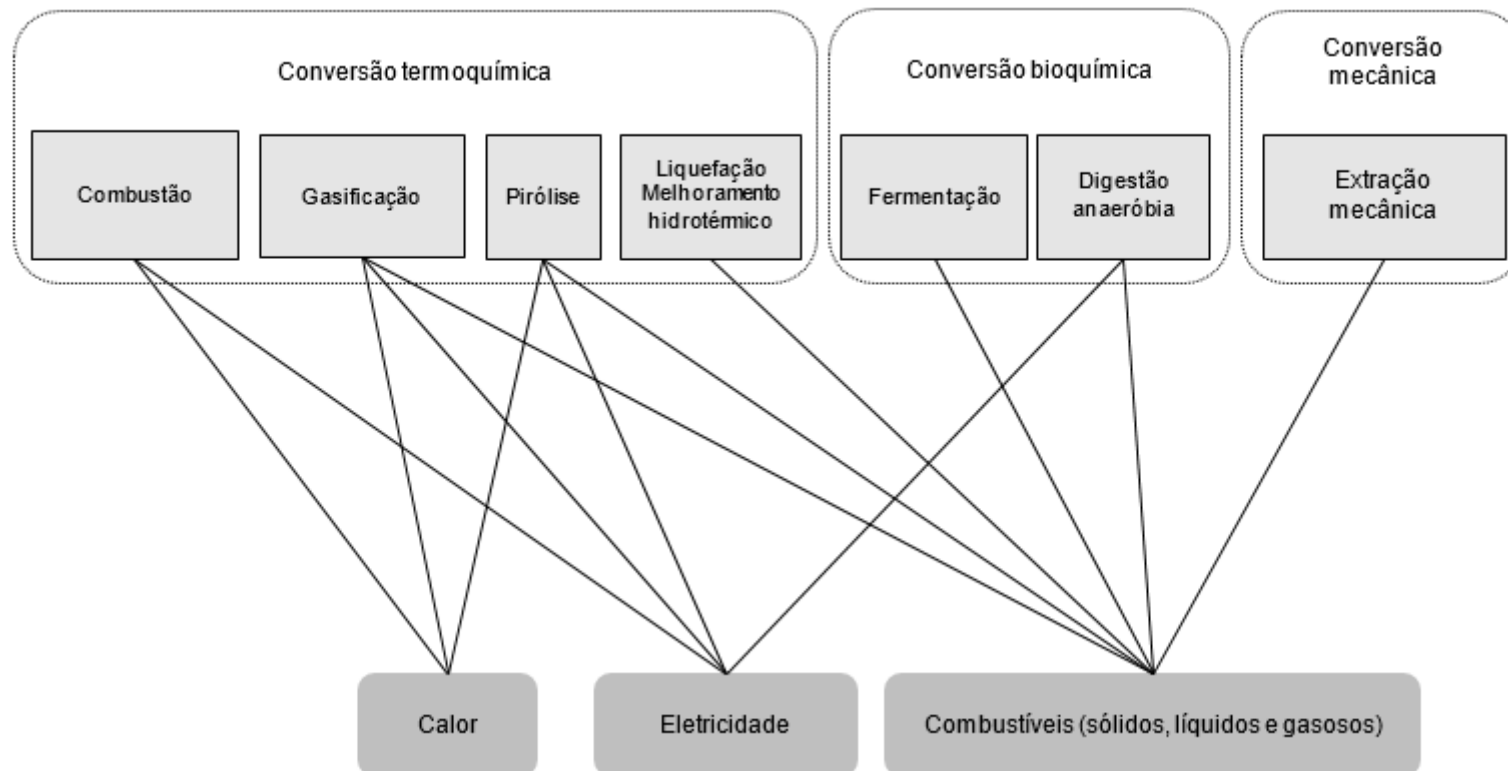 Conversão termoquímica
Conversão bioquímica
Conversão
mecânica
Combustão
Gasificação
Pirólise
Liquefação
Melhoramento
hidrotérmico
Fermentação
Digestão
anaeróbia
Extração
mecânica
Calor
Eletricidade
Combustíveis (sólidos, líquidos e gasosos)